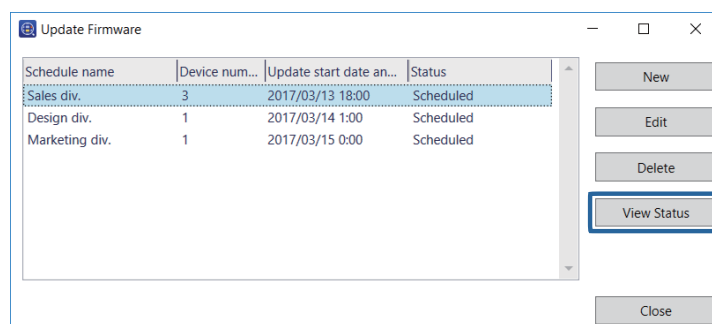 Update Firmware
Schedule name Device num... Update start date an... Status
Sales div. 3 2017/03/13 18:00 Scheduled
Design div. 1 2017/03/14 1:00 Scheduled
Marketing div. 1 2017/03/15 0:00 Scheduled
New
Edit
Delete
View Status
Close